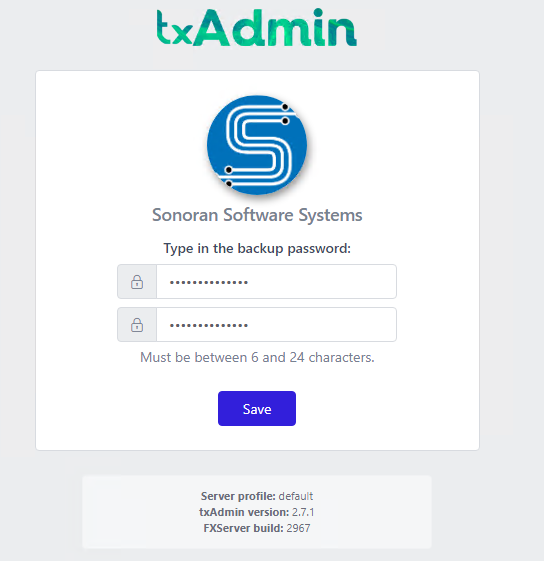 txAdmin
Sonoran Software Systems
Type in the backup password:
••••••••••••••
••••••••••••••
Must be between 6 and 24 characters.
Save
Server profile: default
txAdmin version: 2.7.1
FXServer build: 2967